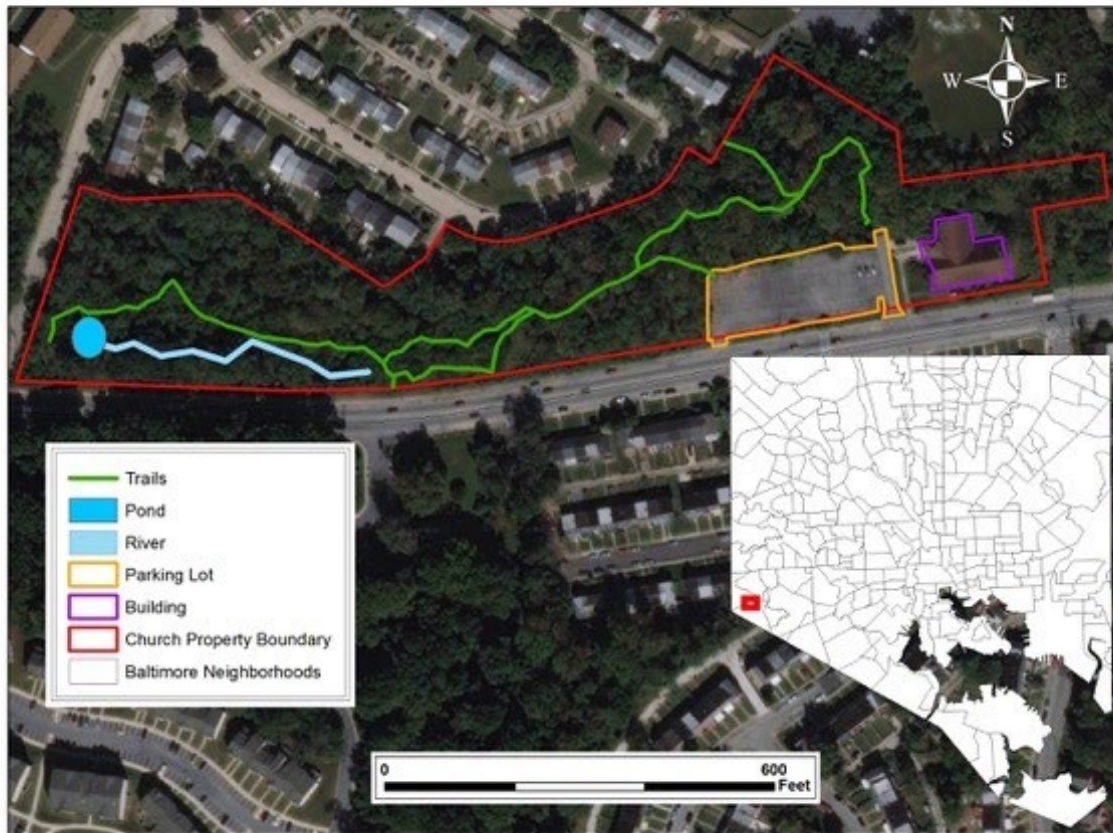 N
W E
S
Trails
Pond
River
Parking Lot
Building
Church Property Boundary
Baltimore Neighborhoods
0 600
Feet